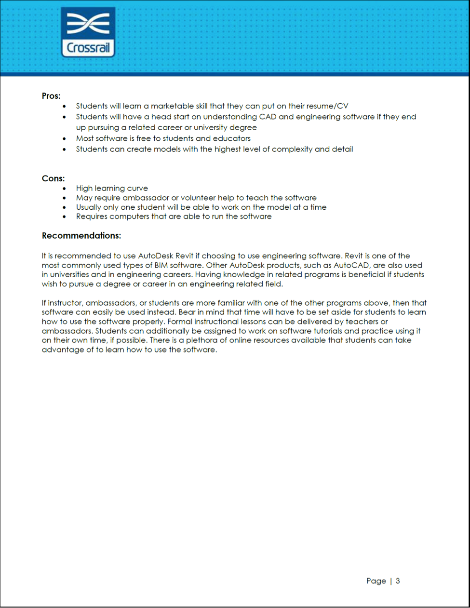 Crossrail
Pros:
• Students will learn a marketable skill that they can put on their resume/CV
• Students will have a head start on understanding CAD and engineering software if they end
up pursuing a related career or university degree
• Most software is free to students and educators
• Students can create models with the highest level of complexity and detail
Cons:
• High learning curve
• May require ambassador or volunteer help to teach the software
• Usually only one student will be able to work on the model at a time
• Requires computers that are able to run the software
Recommendations:
It is recommended to use AutoDesk Revit if choosing to use engineering software. Revit is one of the
most commonly used types of BIM software. Other AutoDesk products, such as AutoCAD, are also used
in universities and in engineering careers. Having knowledge in related programs is beneficial if students
wish to pursue a degree or career in an engineering related field.
If instructor, ambassadors, or students are more familiar with one of the other programs above, then that
software can easily be used instead. Bear in mind that time will have to be set aside for students to learn
how to use the software properly. Formal instructional lessons can be delivered by teachers or
ambassadors. Students can additionally be assigned to work on software tutorials and practice using it
on their own time, if possible. There is a plethora of online resources available that students can take
advantage of to learn how to use the software.
Page | 3